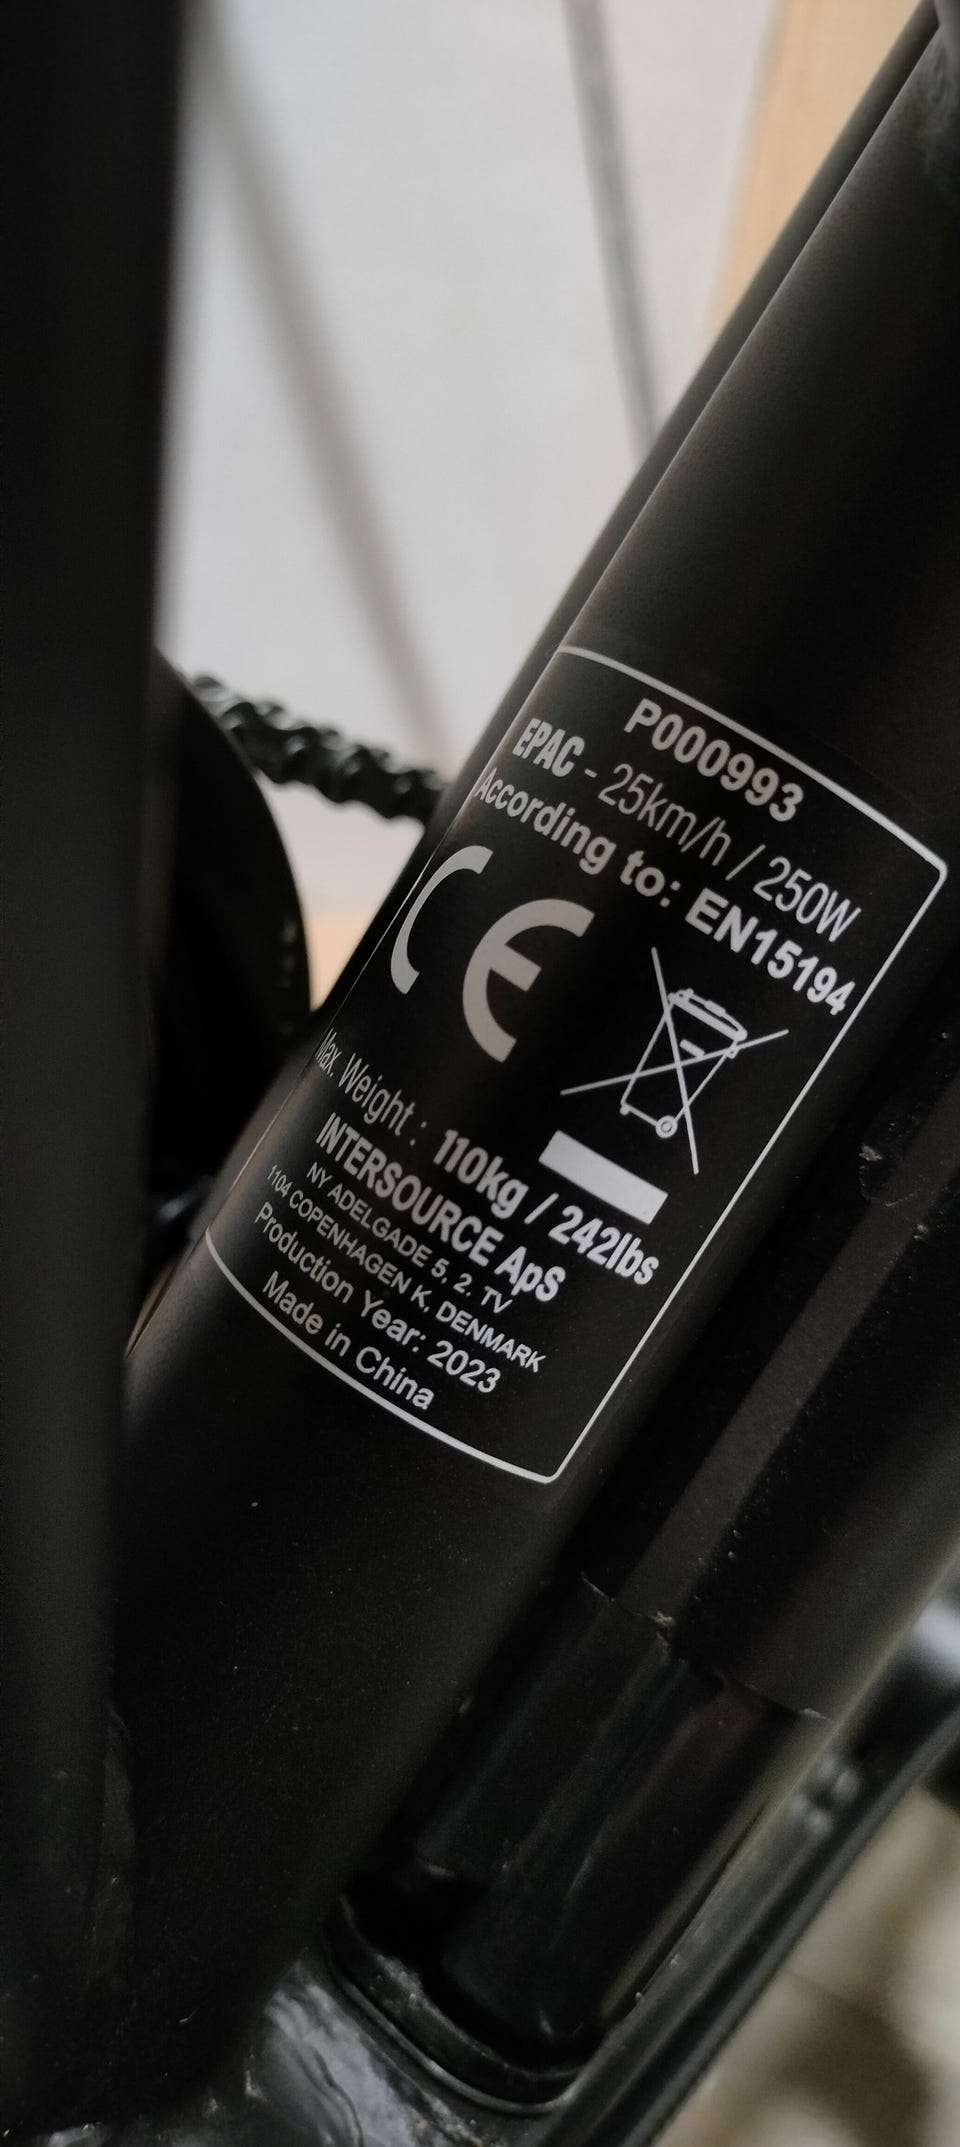 P000993
EPAC - 25km/h / 250W
According to: EN15194
CE
Max. Weight : 110kg / 242lbs
INTERSOURCE ApS
NY ADELGADE 5, 2. TV
1104 COPENHAGEN K, DENMARK
Production Year: 2023
Made in China